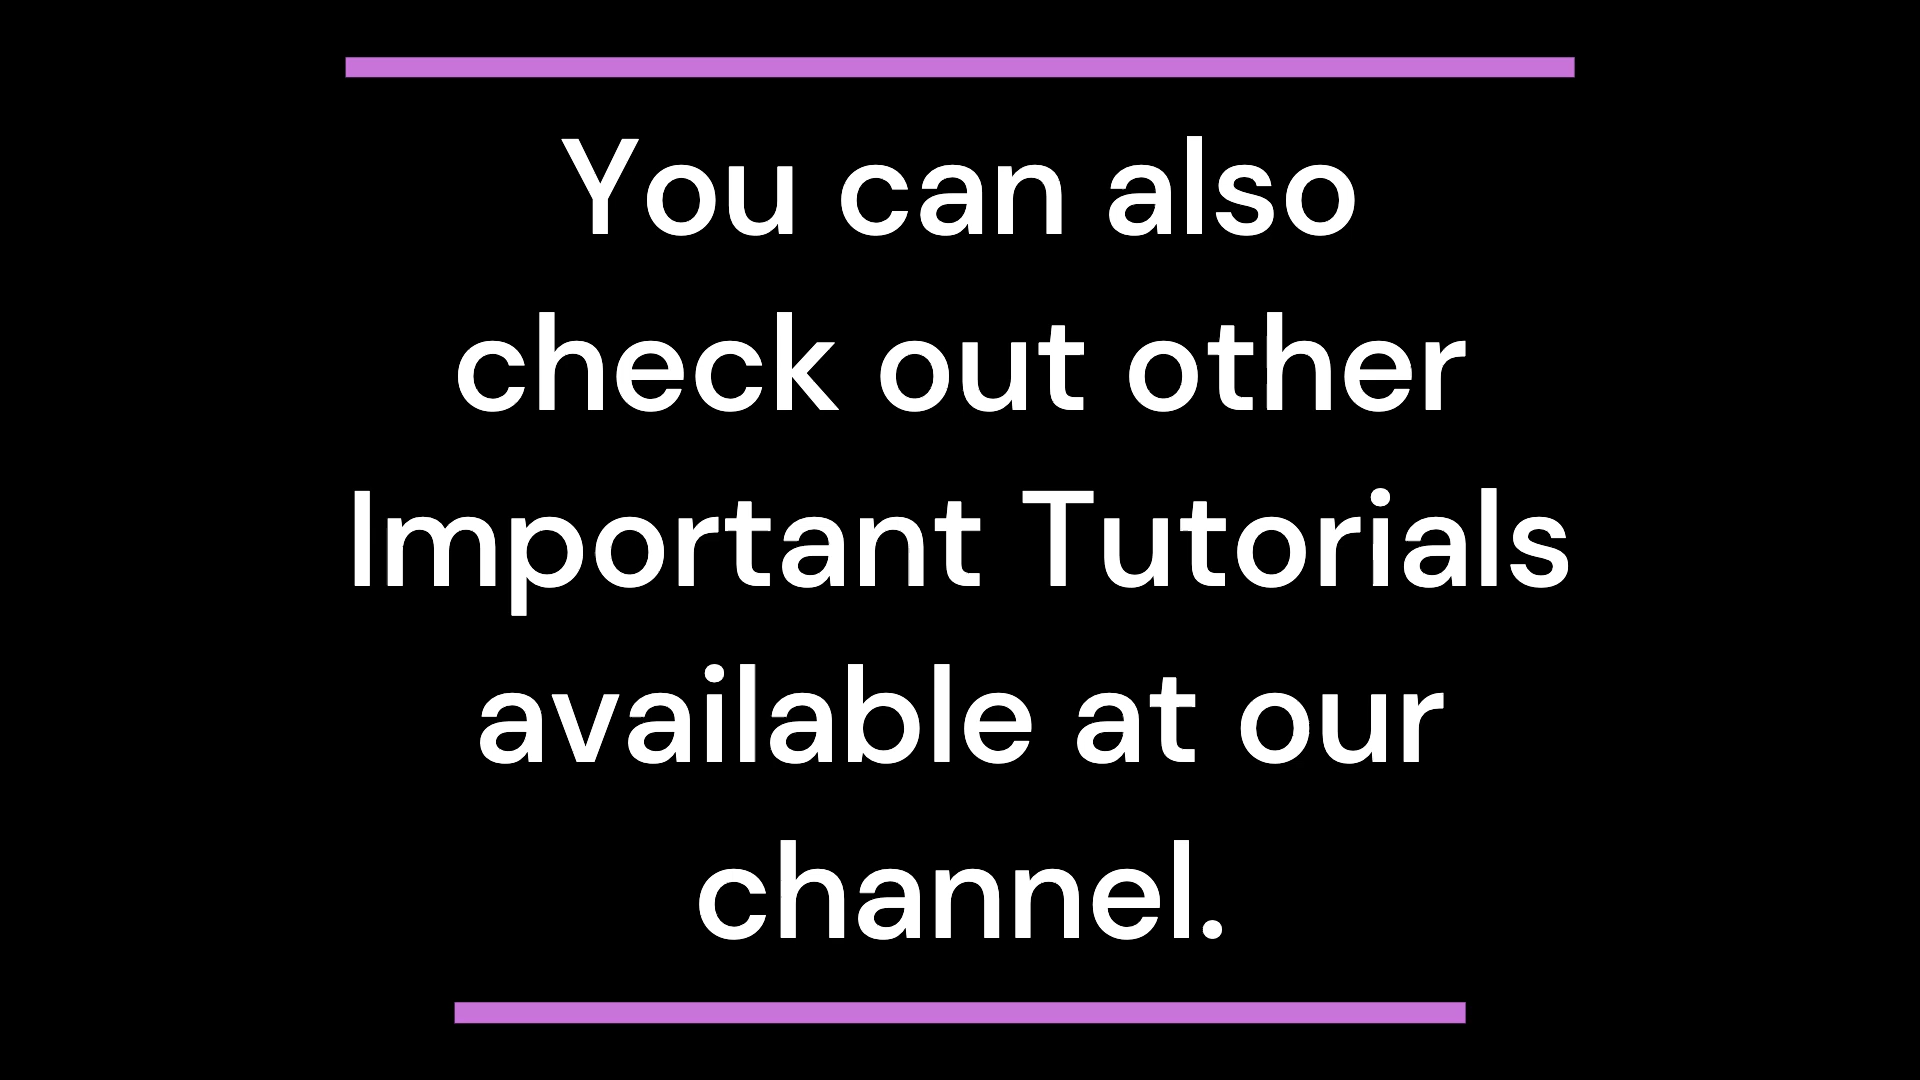 You can also
check out other
Important Tutorials
available at our
channel.